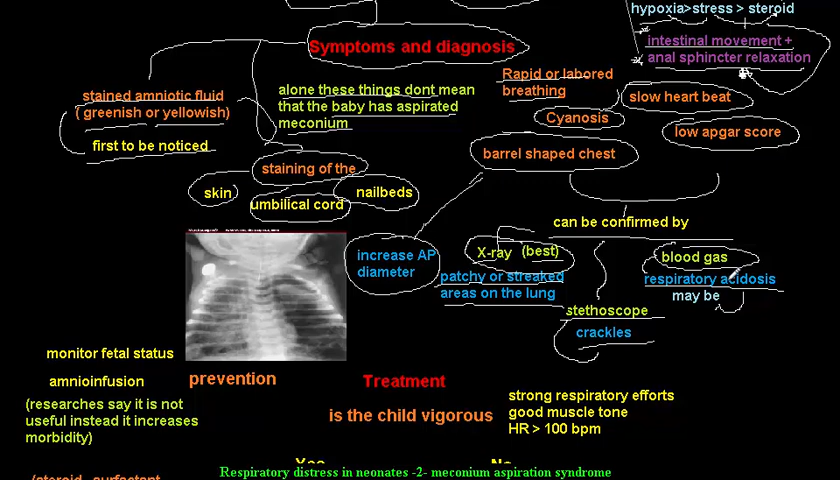 hypoxia>stress > steroid
intestinal movement +
anal sphincter relaxation
Symptoms and diagnosis
stained amniotic fluid
( greenish or yellowish)
first to be noticed
alone these things dont mean
that the baby has aspirated
meconium
Rapid or labored
breathing
slow heart beat
Cyanosis
low apgar score
barrel shaped chest
staining of the
skin
nailbeds
umbilical cord
can be confirmed by
increase AP
diameter
X-ray (best)
patchy or streaked
areas on the lung
blood gas
respiratory acidosis
may be
stethoscope
crackles
monitor fetal status
amnioinfusion
prevention
Treatment
(researches say it is not
useful instead it increases
morbidity)
is the child vigorous
strong respiratory efforts
good muscle tone
HR > 100 bpm
Yes
No
(steroid surfactant
Respiratory distress in neonates -2- meconium aspiration syndrome